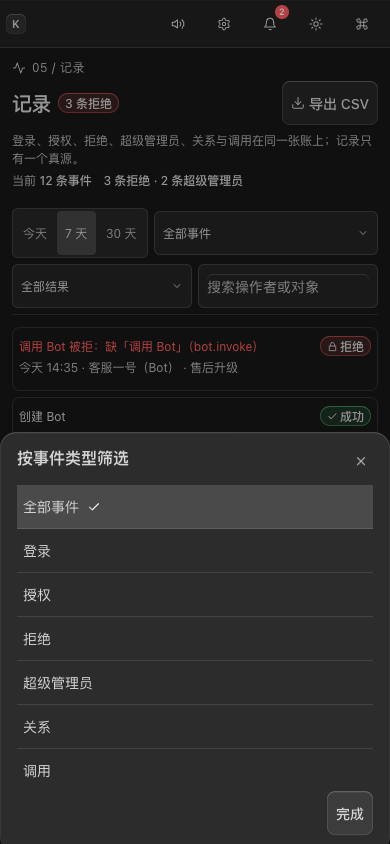 K
2
05 / 记录
记录 3 条拒绝
导出 CSV
登录、授权、拒绝、超级管理员、关系与调用在同一张账上；记录只
有一个真源。
当前 12 条事件 3 条拒绝 · 2 条超级管理员
今天 7 天 30 天 全部事件
全部结果 搜索操作者或对象
调用 Bot 被拒：缺「调用 Bot」（bot.invoke） 拒绝
今天 14:35 · 客服一号（Bot） · 售后升级
创建 Bot 成功
按事件类型筛选
全部事件
登录
授权
拒绝
超级管理员
关系
调用
完成